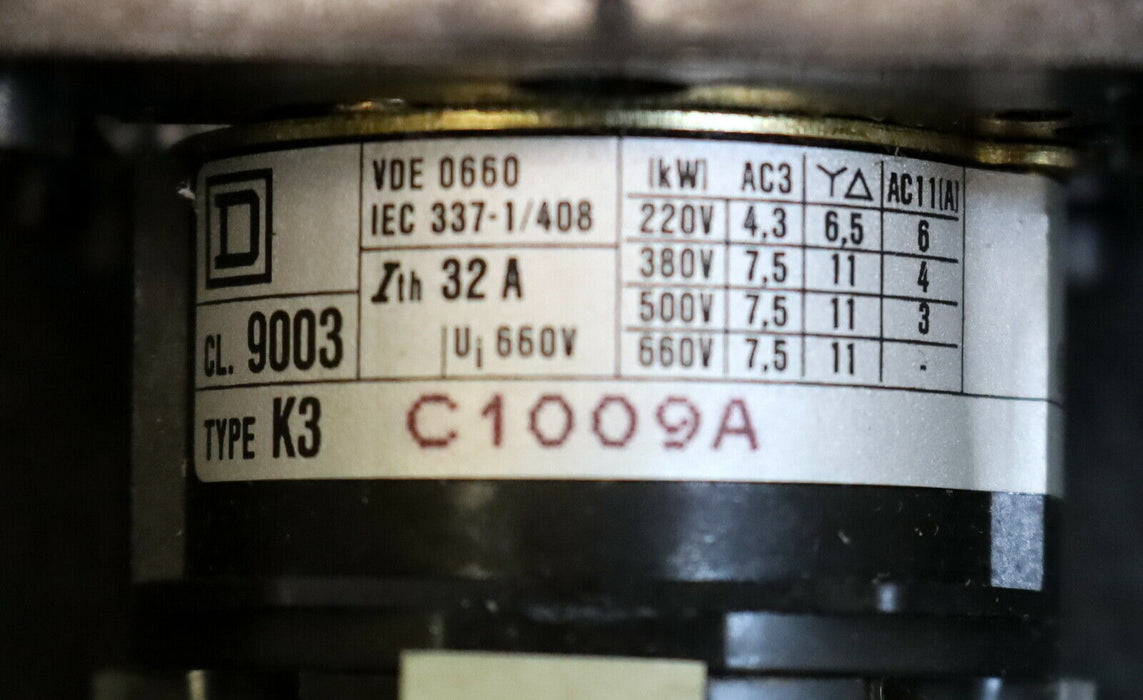 D
CL. 9003
VDE 0660
IEC 337-1/408
Ith 32 A
Ui 660V
(kW) AC3 YΔ AC11(A)
220V 4,3 6,5 6
380V 7,5 11 4
500V 7,5 11 3
660V 7,5 11 -
TYPE K3 C1009A